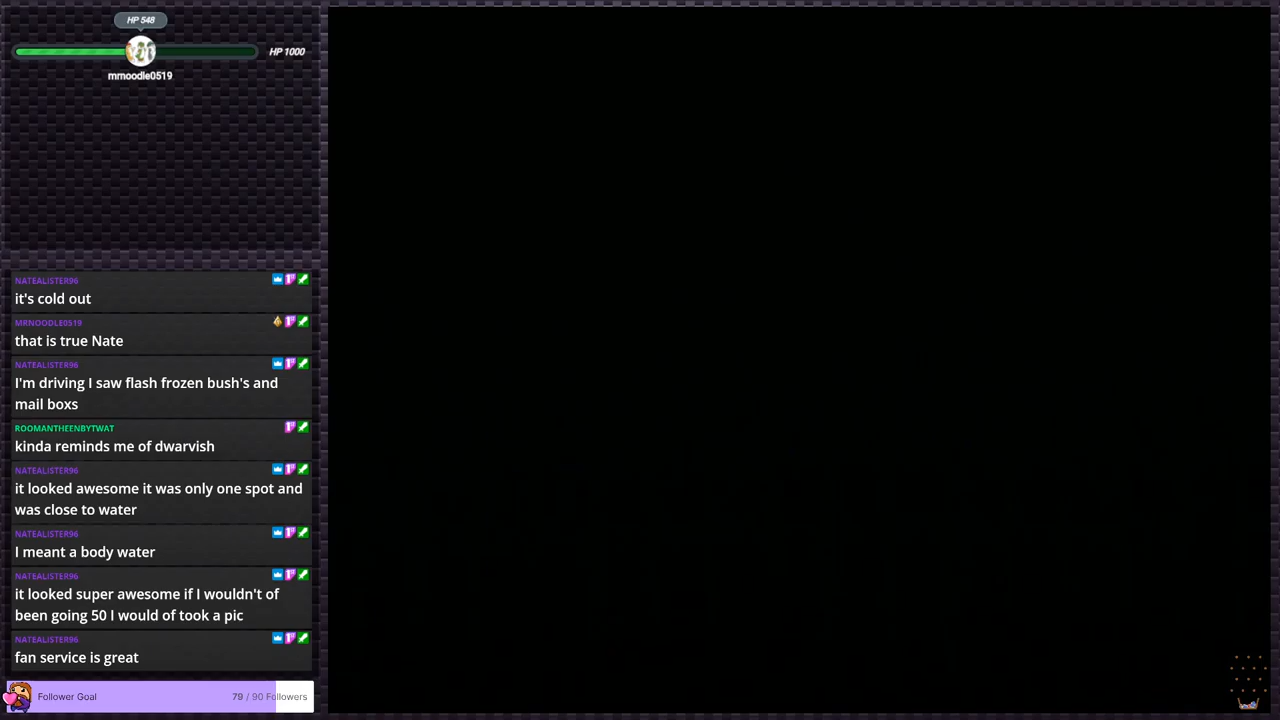 HP 548
HP 1000
mrnoodle0519
NATEALISTER96
it's cold out
MRNOODLE0519
that is true Nate
NATEALISTER96
I'm driving I saw flash frozen bush's and
mail boxs
ROOMANTHEENBYTWAT
kinda reminds me of dwarvish
NATEALISTER96
it looked awesome it was only one spot and
was close to water
NATEALISTER96
I meant a body water
NATEALISTER96
it looked super awesome if I wouldn't of
been going 50 I would of took a pic
NATEALISTER96
fan service is great
Follower Goal
79 / 90 Followers